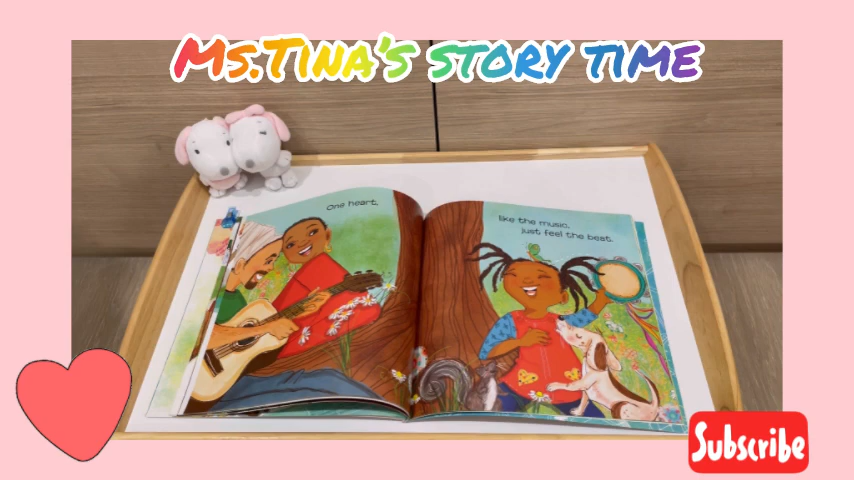 Ms.Tina's story time
One heart,
like the music,
just feel the beat.
Subscribe